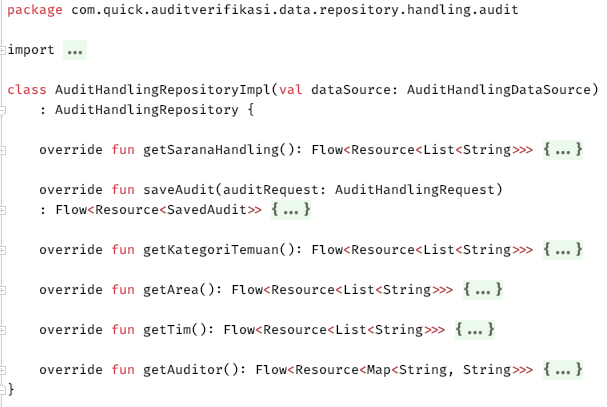 package com.quick.auditverifikasi.data.repository.handling.audit
import ...
class AuditHandlingRepositoryImpl(val dataSource: AuditHandlingDataSource)
: AuditHandlingRepository {
override fun getSaranaHandling(): Flow<Resource<List<String>>> {...}
override fun saveAudit(auditRequest: AuditHandlingRequest)
: Flow<Resource<SavedAudit>> {...}
override fun getKategoriTemuan(): Flow<Resource<List<String>>> {...}
override fun getArea(): Flow<Resource<List<String>>> {...}
override fun getTim(): Flow<Resource<List<String>>> {...}
override fun getAuditor(): Flow<Resource<Map<String, String>>> {...}
}